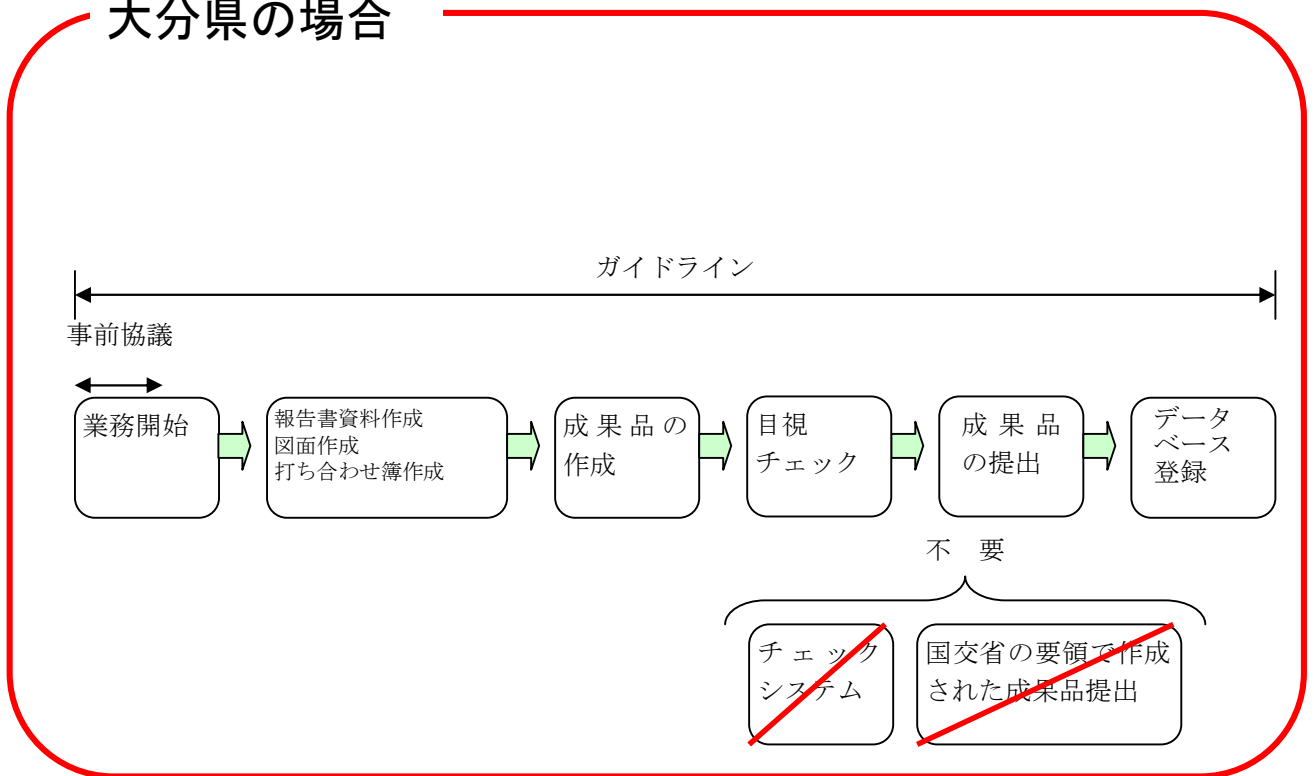 大分県の場合
ガイドライン
事前協議
業務開始
報告書資料作成
図面作成
打ち合わせ簿作成
成果品の
作成
目視
チェック
成果品
の提出
データ
ベース
登録
不 要
チェック
システム
国交省の要領で作成
された成果品提出